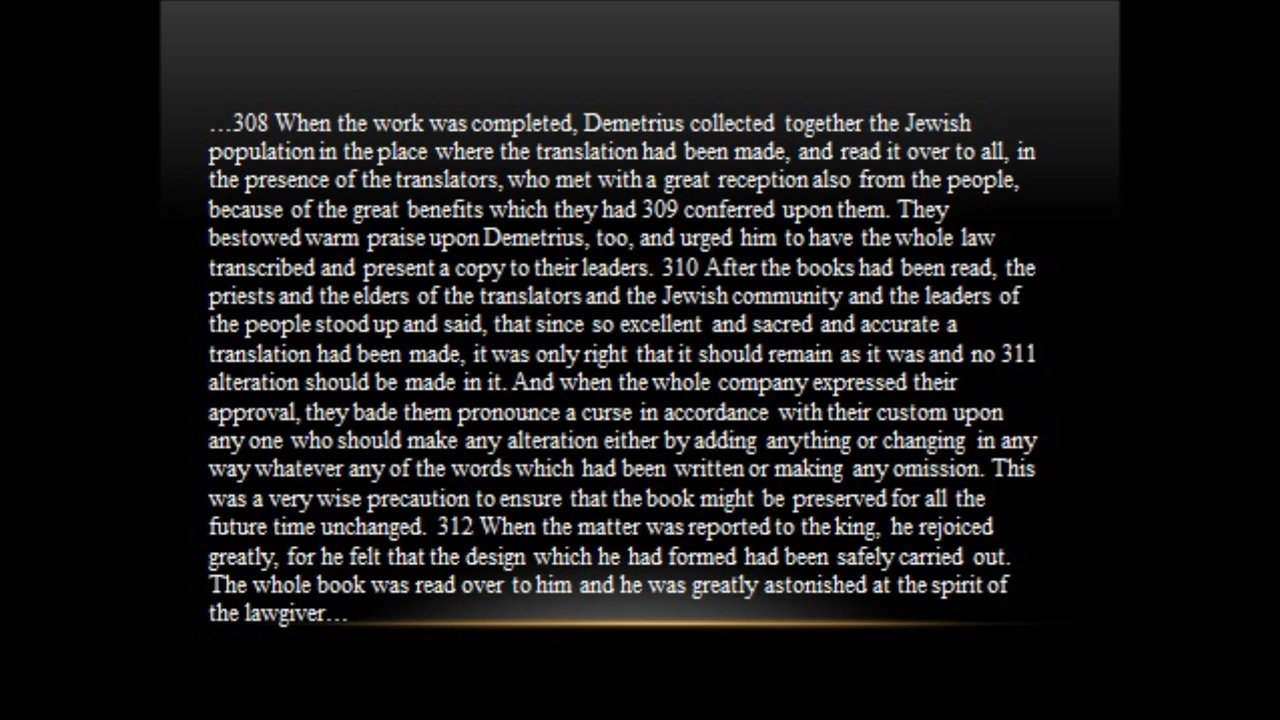 …308 When the work was completed, Demetrius collected together the Jewish
population in the place where the translation had been made, and read it over to all, in
the presence of the translators, who met with a great reception also from the people,
because of the great benefits which they had 309 conferred upon them. They
bestowed warm praise upon Demetrius, too, and urged him to have the whole law
transcribed and present a copy to their leaders. 310 After the books had been read, the
priests and the elders of the translators and the Jewish community and the leaders of
the people stood up and said, that since so excellent and sacred and accurate a
translation had been made, it was only right that it should remain as it was and no 311
alteration should be made in it. And when the whole company expressed their
approval, they bade them pronounce a curse in accordance with their custom upon
any one who should make any alteration either by adding anything or changing in any
way whatever any of the words which had been written or making any omission. This
was a very wise precaution to ensure that the book might be preserved for all the
future time unchanged. 312 When the matter was reported to the king, he rejoiced
greatly, for he felt that the design which he had formed had been safely carried out.
The whole book was read over to him and he was greatly astonished at the spirit of
the lawgiver…